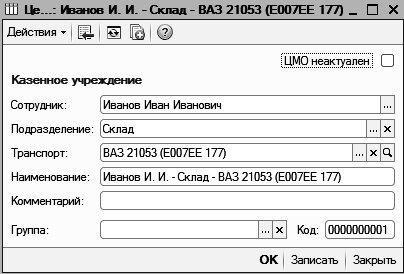 Це...: Иванов И. И. - Склад - ВАЗ 21053 (Е007ЕЕ 177)
Действия
ЦМО неактуален
Казенное учреждение
Сотрудник: Иванов Иван Иванович ...
Подразделение: Склад ... ×
Транспорт: ВАЗ 21053 (Е007ЕЕ 177) ... ×
Наименование: Иванов И. И. - Склад - ВАЗ 21053 (Е007ЕЕ 177)
Комментарий:
Группа: ... × Код: 0000000001
ОК Записать Закрыть